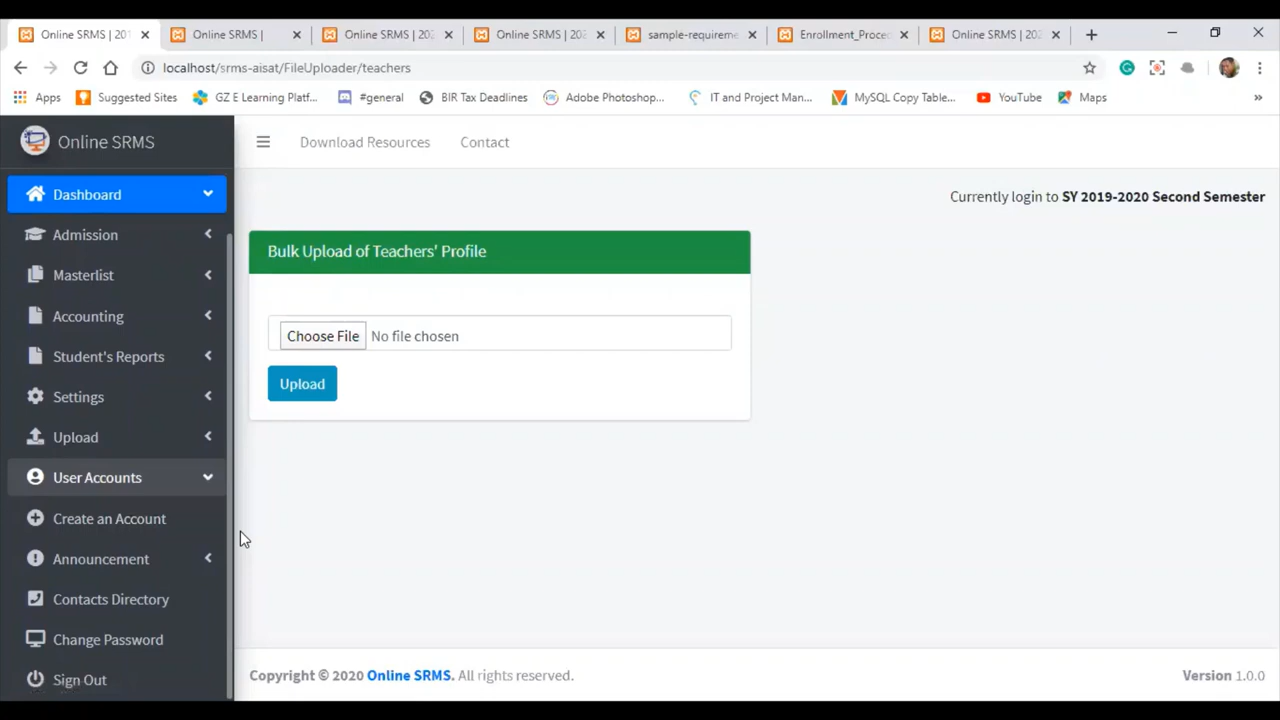 Online SRMS | 201
Online SRMS |
Online SRMS | 202
Online SRMS | 202
sample-requireme
Enrollment_Proce
Online SRMS | 202
localhost/srms-aisat/FileUploader/teachers
Apps
Suggested Sites
GZ E Learning Platf...
#general
BIR Tax Deadlines
Adobe Photoshop...
IT and Project Man...
MySQL Copy Table...
YouTube
Maps
»
Online SRMS
Download Resources
Contact
Dashboard
Currently login to SY 2019-2020 Second Semester
Admission
Bulk Upload of Teachers' Profile
Masterlist
Accounting
Choose File No file chosen
Student's Reports
Upload
Settings
Upload
User Accounts
Create an Account
Announcement
Contacts Directory
Change Password
Sign Out
Copyright © 2020 Online SRMS. All rights reserved.
Version 1.0.0